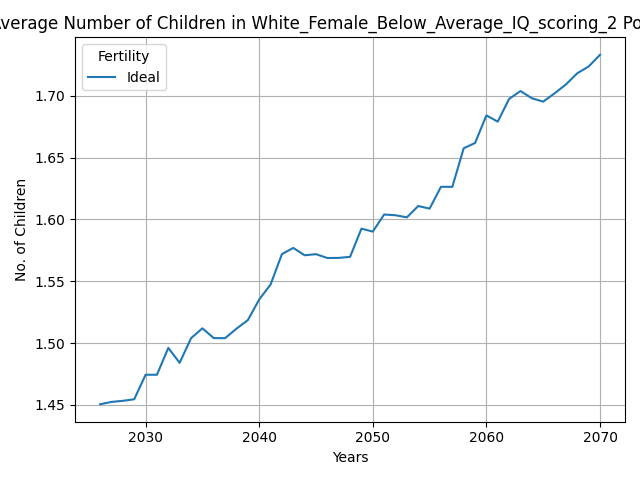 Average Number of Children in White_Female_Below_Average_IQ_scoring_2 Po
Fertility
Ideal
No. of Children
1.70
1.65
1.60
1.55
1.50
1.45
2030 2040 2050 2060 2070
Years